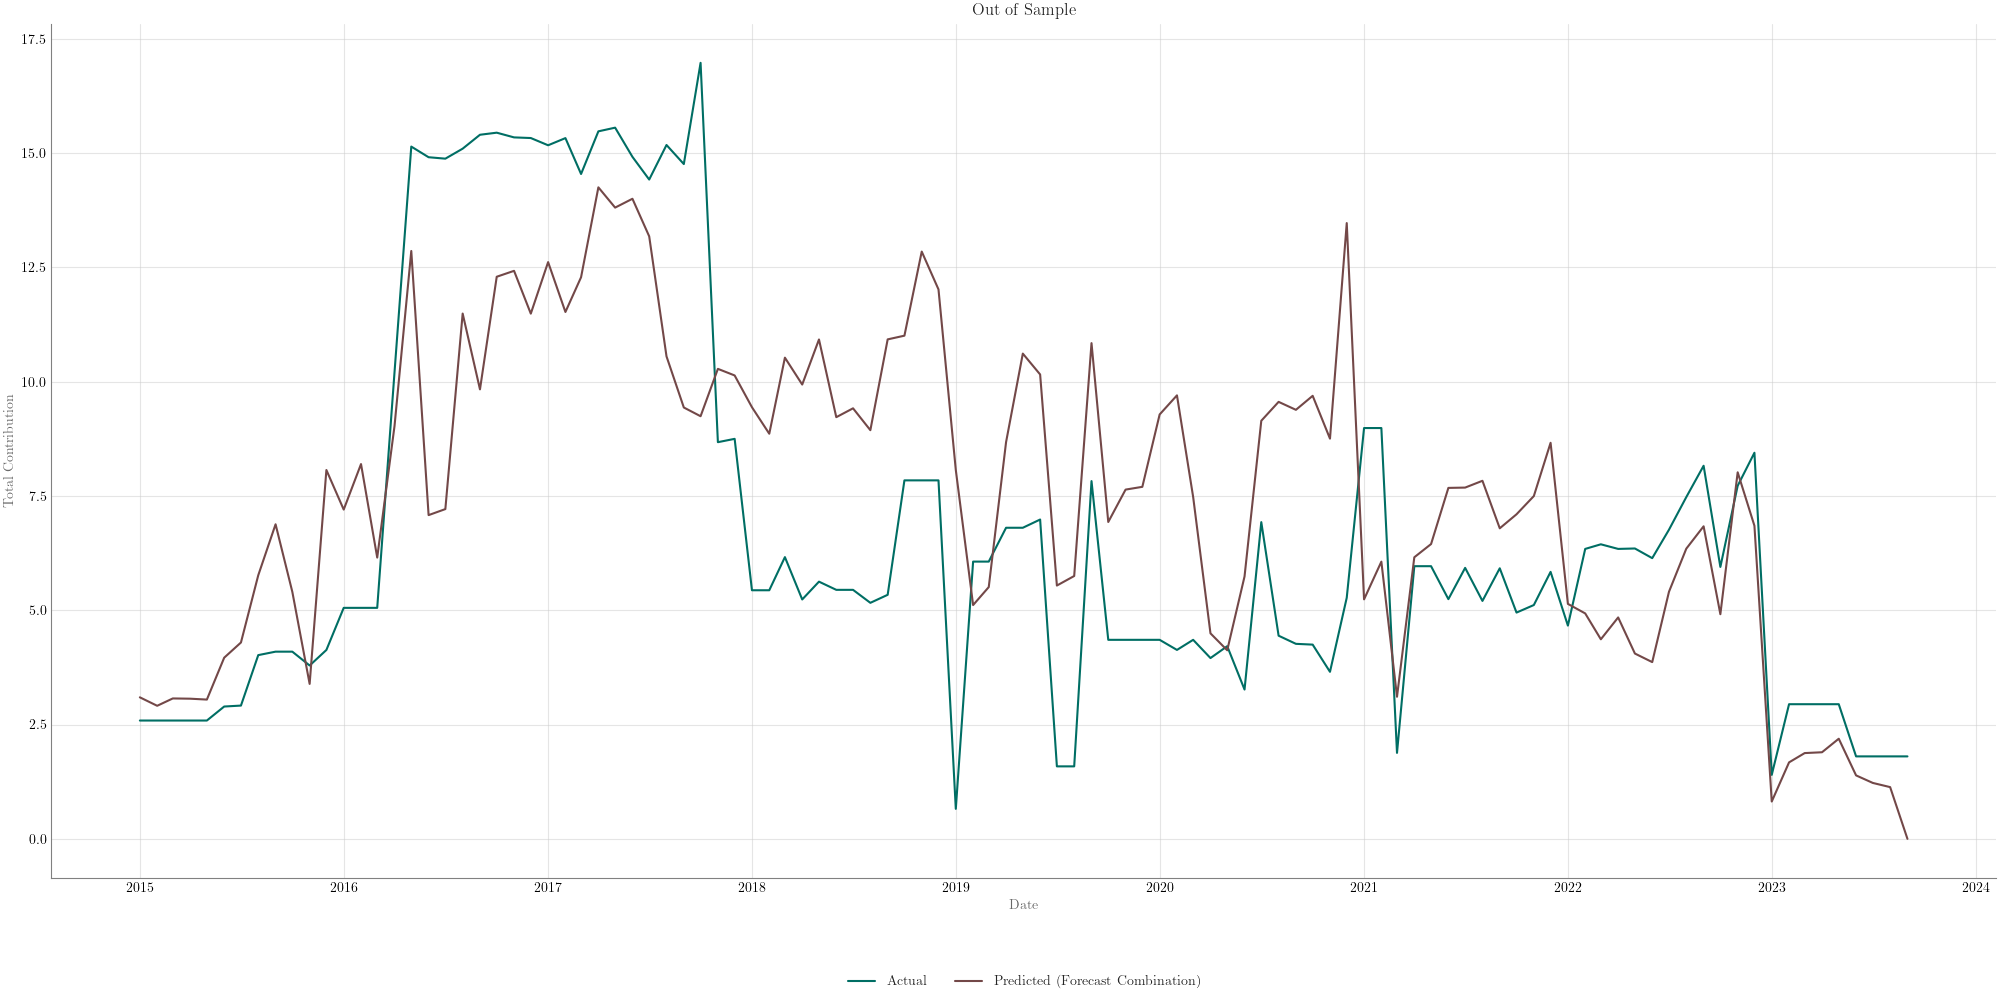 Out of Sample
17.5
15.0
12.5
10.0
7.5
5.0
2.5
0.0
Total Contribution
2015 2016 2017 2018 2019 2020 2021 2022 2023 2024
Date
Actual Predicted (Forecast Combination)